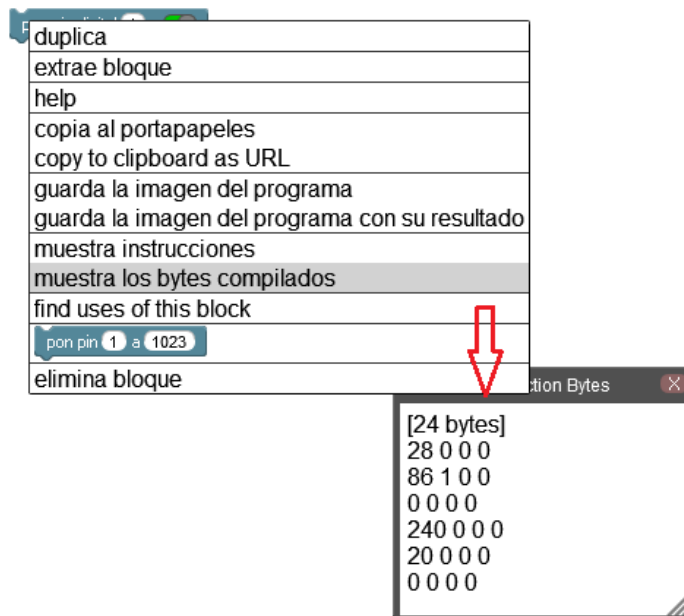 duplica
extrae bloque
help
copia al portapapeles
copy to clipboard as URL
guarda la imagen del programa
guarda la imagen del programa con su resultado
muestra instrucciones
muestra los bytes compilados
find uses of this block
pon pin 1 a 1023
elimina bloque
Bytes
[24 bytes]
28 0 0 0
86 1 0 0
0 0 0 0
240 0 0 0
20 0 0 0
0 0 0 0